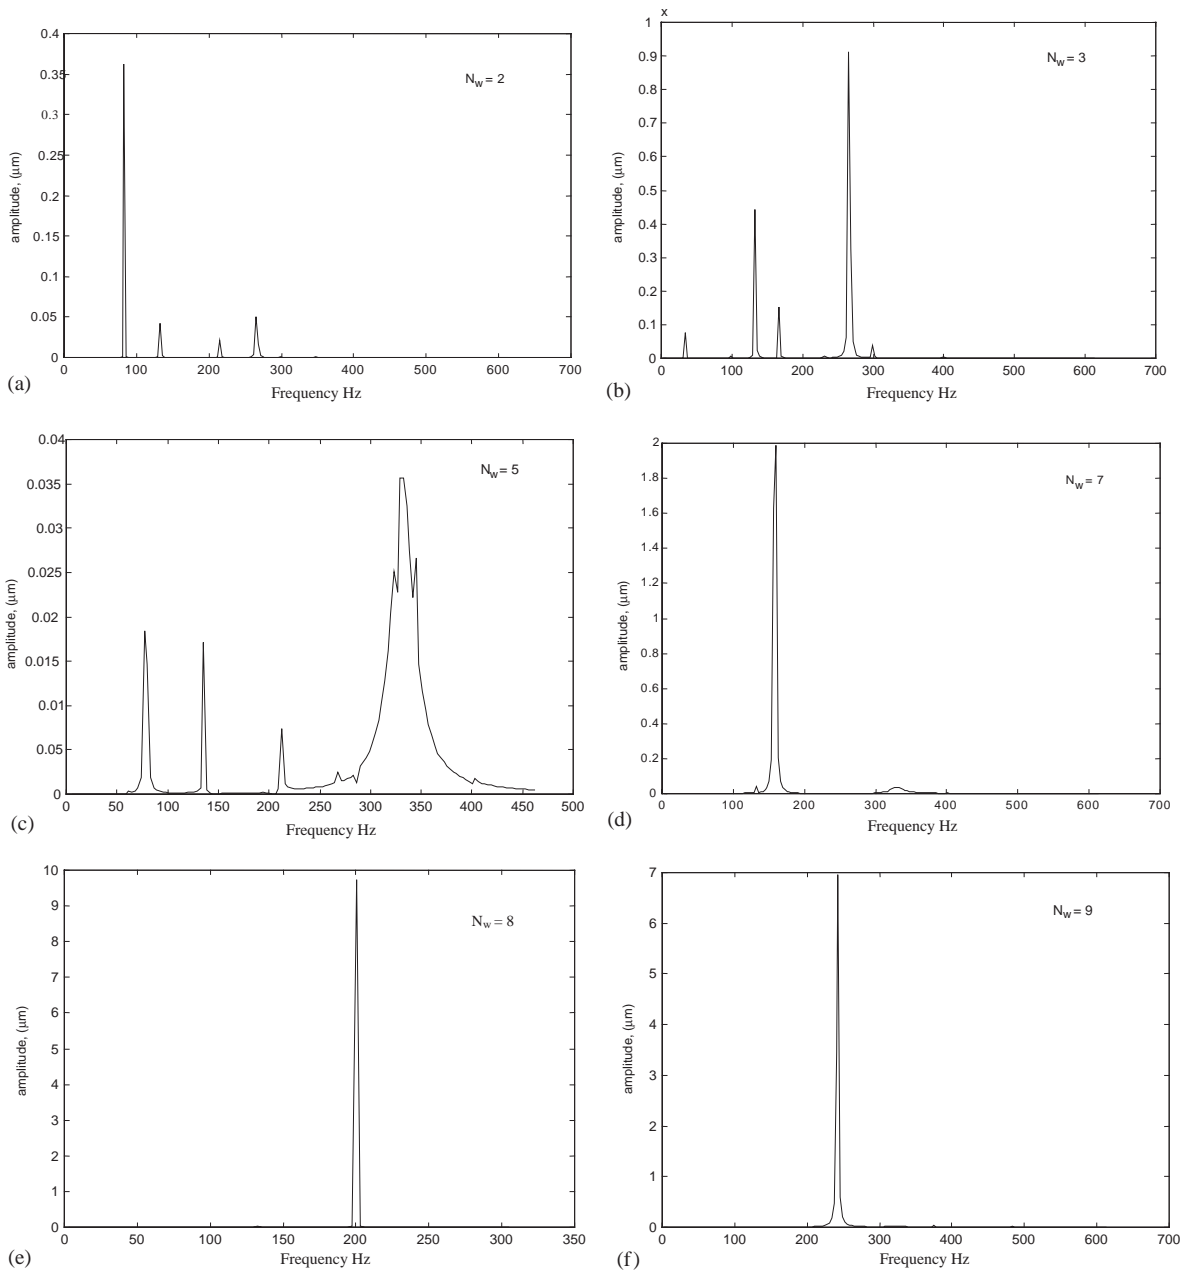 0.4
0.35
0.3
0.35
0.2
0.15
0.1
0.05
0
N_w = 2
amplitude, (μm)
0 100 200 300 400 500 600 700
Frequency Hz
(a)
x
1
0.9
0.8
0.7
0.6
0.5
0.4
0.3
0.2
0.1
0
N_w = 3
amplitude, (μm)
0 100 200 300 400 500 600 700
Frequency Hz
(b)
0.04
0.035
0.03
0.025
0.02
0.015
0.01
0.05
0
N_w = 5
amplitude, (μm)
0 50 100 150 200 250 300 350 400 450 500
Frequency Hz
(c)
2
1.8
1.6
1.4
1.2
1
0.8
0.6
0.4
0.2
0
N_w = 7
amplitude, (μm)
0 100 200 300 400 500 600 700
Frequency Hz
(d)
10
9
8
7
6
5
4
3
2
1
0
N_w = 8
amplitude, (μm)
0 50 100 150 200 250 300 350
Frequency Hz
(e)
7
6
5
4
3
2
1
0
N_w = 9
amplitude, (μm)
0 100 200 300 400 500 600 700
Frequency Hz
(f)